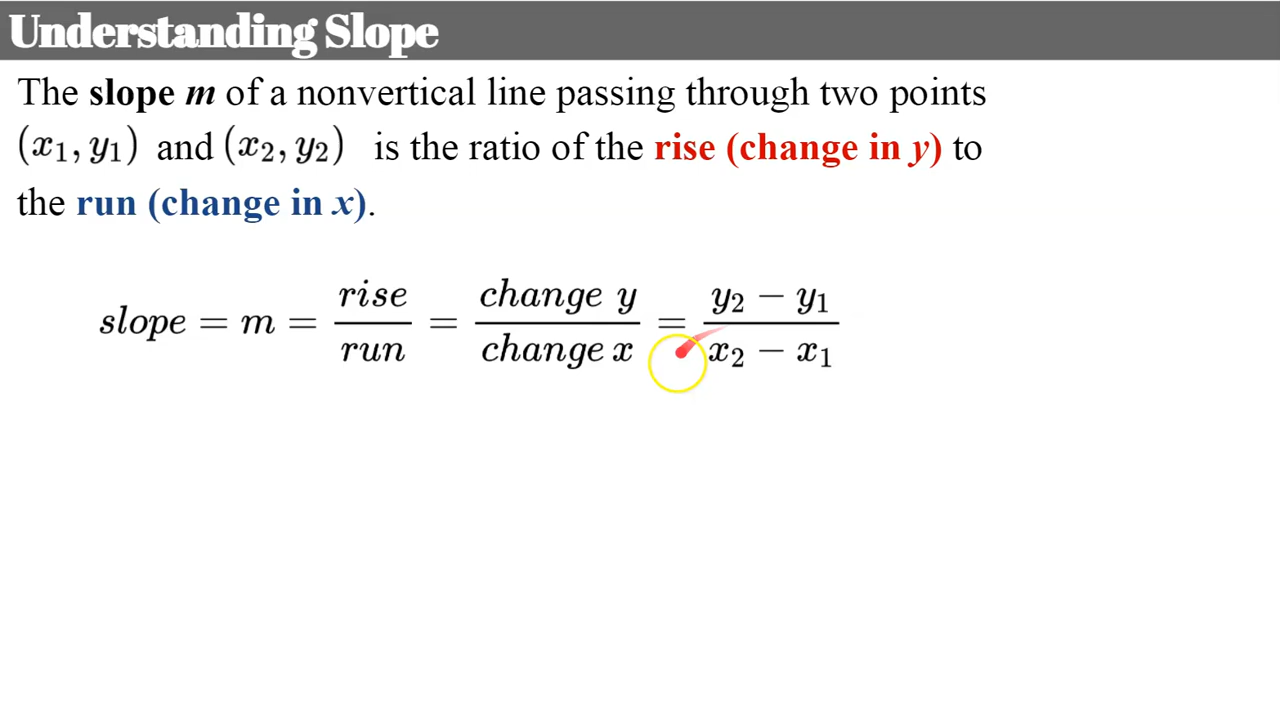 Understanding Slope
The slope m of a nonvertical line passing through two points
(x₁, y₁) and (x₂, y₂) is the ratio of the rise (change in y) to
the run (change in x).
slope = m = rise/run = change y/change x = y₂ − y₁/x₂ − x₁